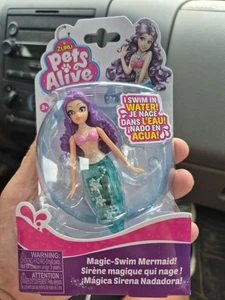 ZURU
Pets
Alive
3+
I SWIM IN
WATER!
JE NAGE
DANS L'EAU!
¡NADO EN
AGUA!
WARNING:
ATTENTION
Magic-Swim Mermaid!
Sirène magique qui nage !
¡Mágica Sirena Nadadora!